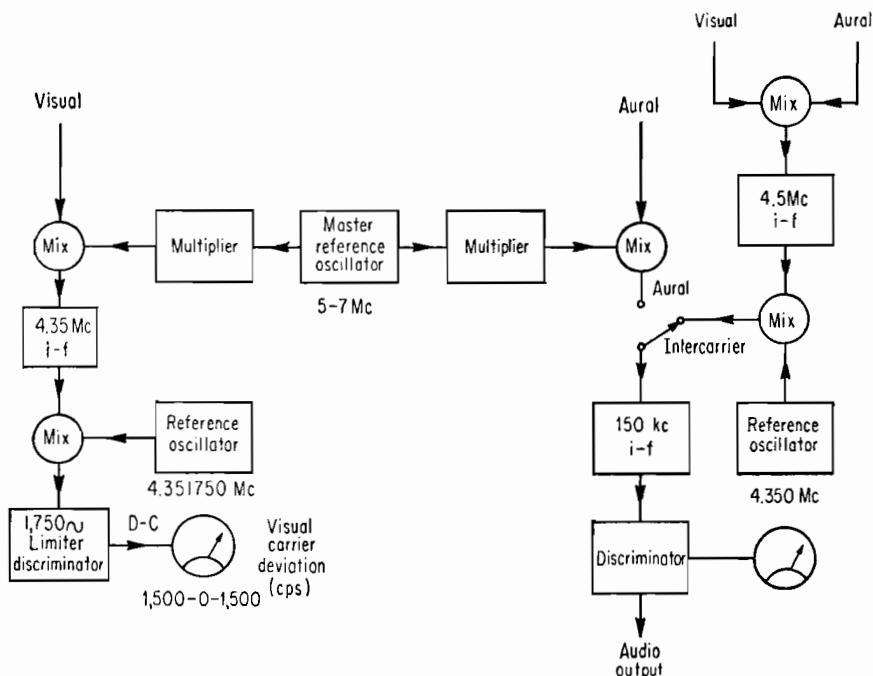 Visual
Aural
Mix
4.5Mc
i-f
Visual
Aural
Mix
Multiplier
Master
reference
oscillator
5-7 Mc
Multiplier
Mix
Aural
Intercarrier
Mix
4.35 Mc
i-f
Mix
Reference
oscillator
4.351750 Mc
150 kc
i-f
Reference
oscillator
4.350 Mc
1,750~
Limiter
discriminator
D-C
Visual
carrier
deviation
(cps)
1,500-0-1,500
Discriminator
Audio
output